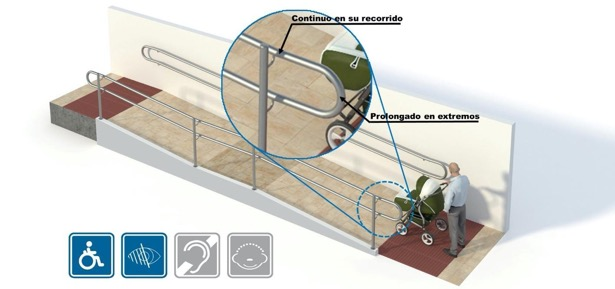 Continuo en su recorrido
Prolongado en extremos